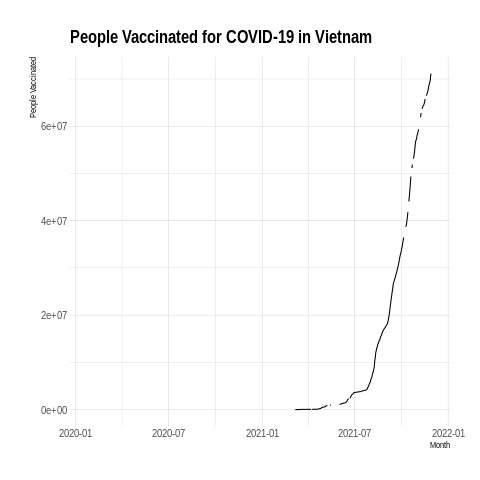 People Vaccinated for COVID-19 in Vietnam
People Vaccinated
6e+07
4e+07
2e+07
0e+00
2020-01 2020-07 2021-01 2021-07 2022-01
Month